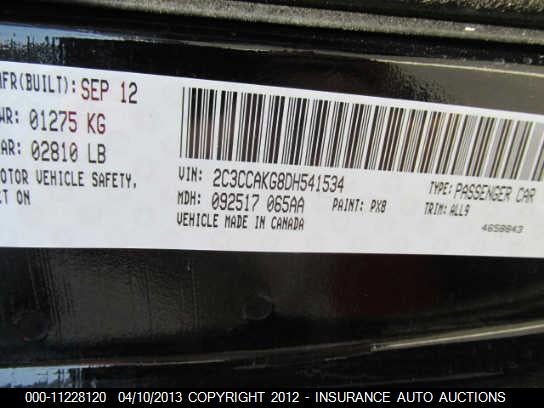 MFR(BUILT): SEP 12
WR: 01275 KG
AR: 02810 LB
MOTOR VEHICLE SAFETY,
CT ON
VIN: 2C3CCAKG8DH541534
MDH: 092517 065AA
VEHICLE MADE IN CANADA
PAINT: PX8
TYPE: PASSENGER CAR
TRIM: ALL9
4658843
000-11228120 04/10/2013 COPYRIGHT 2012 - INSURANCE AUTO AUCTIONS